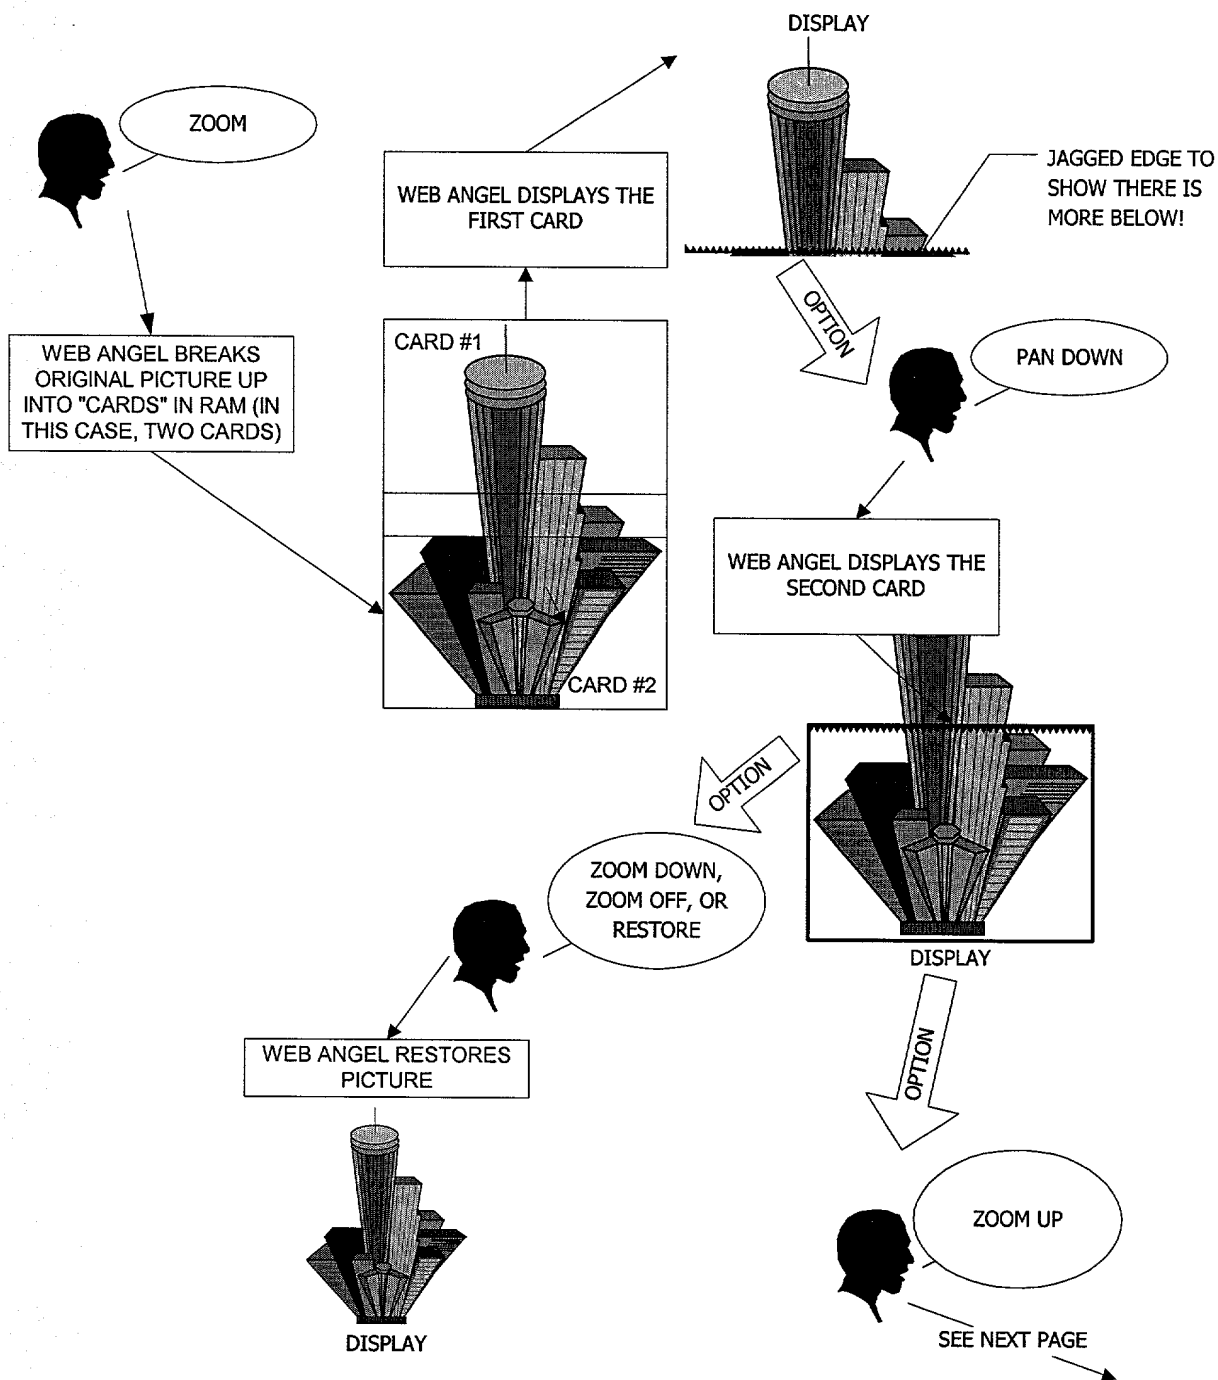 DISPLAY
ZOOM
JAGGED EDGE TO
SHOW THERE IS
MORE BELOW!
WEB ANGEL DISPLAYS THE
FIRST CARD
OPTION
CARD #1
WEB ANGEL BREAKS
ORIGINAL PICTURE UP
INTO "CARDS" IN RAM (IN
THIS CASE, TWO CARDS)
PAN DOWN
WEB ANGEL DISPLAYS THE
SECOND CARD
CARD #2
OPTION
ZOOM DOWN,
ZOOM OFF, OR
RESTORE
DISPLAY
OPTION
WEB ANGEL RESTORES
PICTURE
ZOOM UP
DISPLAY
SEE NEXT PAGE